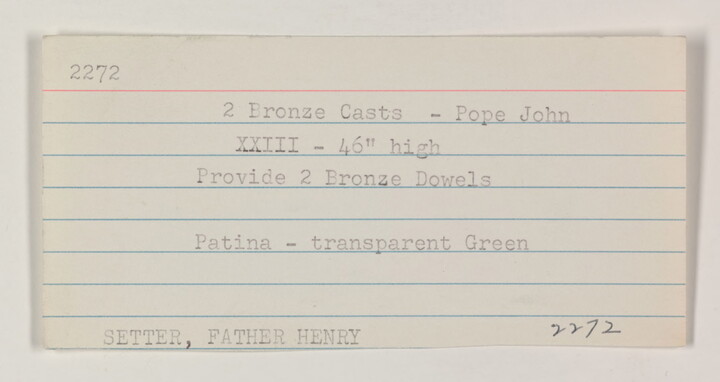 2272
2 Bronze Casts - Pope John
XXIII - 46" high
Provide 2 Bronze Dowels
Patina - transparent Green
SETTER, FATHER HENRY
2272